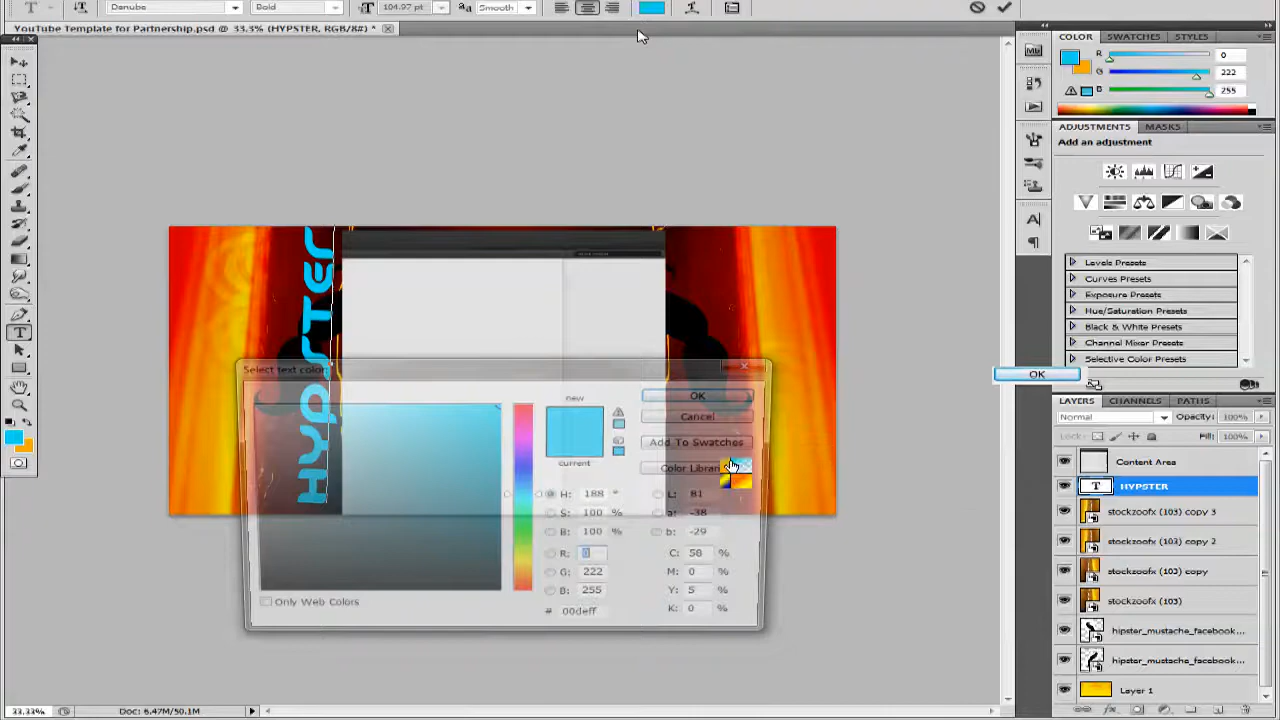 Danube Bold 104.97 pt Smooth
YouTube Template for Partnership.psd @ 33.3% (HYPSTER, RGB/8#) *
COLOR SWATCHES STYLES
R 0
G 222
B 255
ADJUSTMENTS MASKS
Add an adjustment
Levels Presets
Curves Presets
Exposure Presets
Hue/Saturation Presets
Black & White Presets
Channel Mixer Presets
Selective Color Presets
OK
LAYERS CHANNELS PATHS
Normal Opacity: 100%
Lock: Fill: 100%
Content Area
HYPSTER
stockzoofx (103) copy 3
stockzoofx (103) copy 2
stockzoofx (103) copy
stockzoofx (103)
hipster_mustache_facebook...
hipster_mustache_facebook...
Layer 1
HYPSTER
Select text color:
new
current
OK
Cancel
Add To Swatches
Color Librar
H: 188 °
S: 100 %
B: 100 %
R: 0
G: 222
B: 255
# 00deff
L: 81
a: -38
b: -29
C: 58 %
M: 0 %
Y: 5 %
K: 0 %
Only Web Colors
33.33% Doc: 6.47M/50.1M